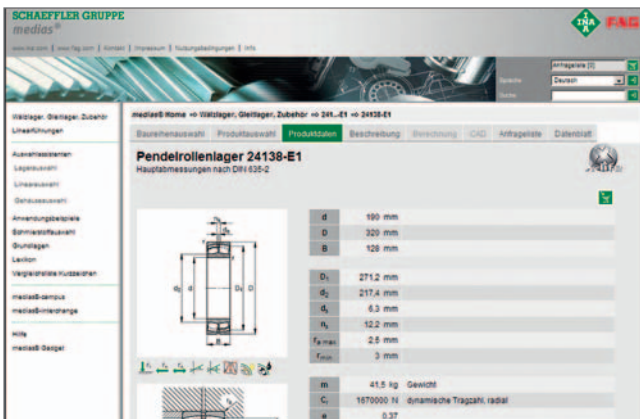 SCHAEFFLER GRUPPE
medias®
INA
FAG
www.ina.com | www.fag.com | Kontakt | Impressum | Nutzungsbedingungen | Info
Anfrageliste [0]
Sprache
Deutsch
Suche
Wälzlager, Gleitlager, Zubehör
Linearführungen
Auswahlassistenten
Lagerauswahl
Linearauswahl
Gehäuseauswahl
Anwendungsbeispiele
Schmierstoffauswahl
Grundlagen
Lexikon
Vergleichsliste Kurzzeichen
medias®-campus
medias®-interchange
Hilfe
medias® Gadget
medias® Home => Wälzlager, Gleitlager, Zubehör => 241..-E1 => 24138-E1
Baureihenauswahl Produktauswahl Produktdaten Beschreibung Berechnung CAD Anfrageliste Datenblatt
Pendelrollenlager 24138-E1
Hauptabmessungen nach DIN 635-2
d 190 mm
D 320 mm
B 128 mm
D₁ 271,2 mm
d₂ 217,4 mm
dₛ 6,3 mm
nₛ 12,2 mm
rₐ max 2,5 mm
rmin 3 mm
m 41,5 kg Gewicht
Cᵣ 1670000 N dynamische Tragzahl, radial
e 0,37